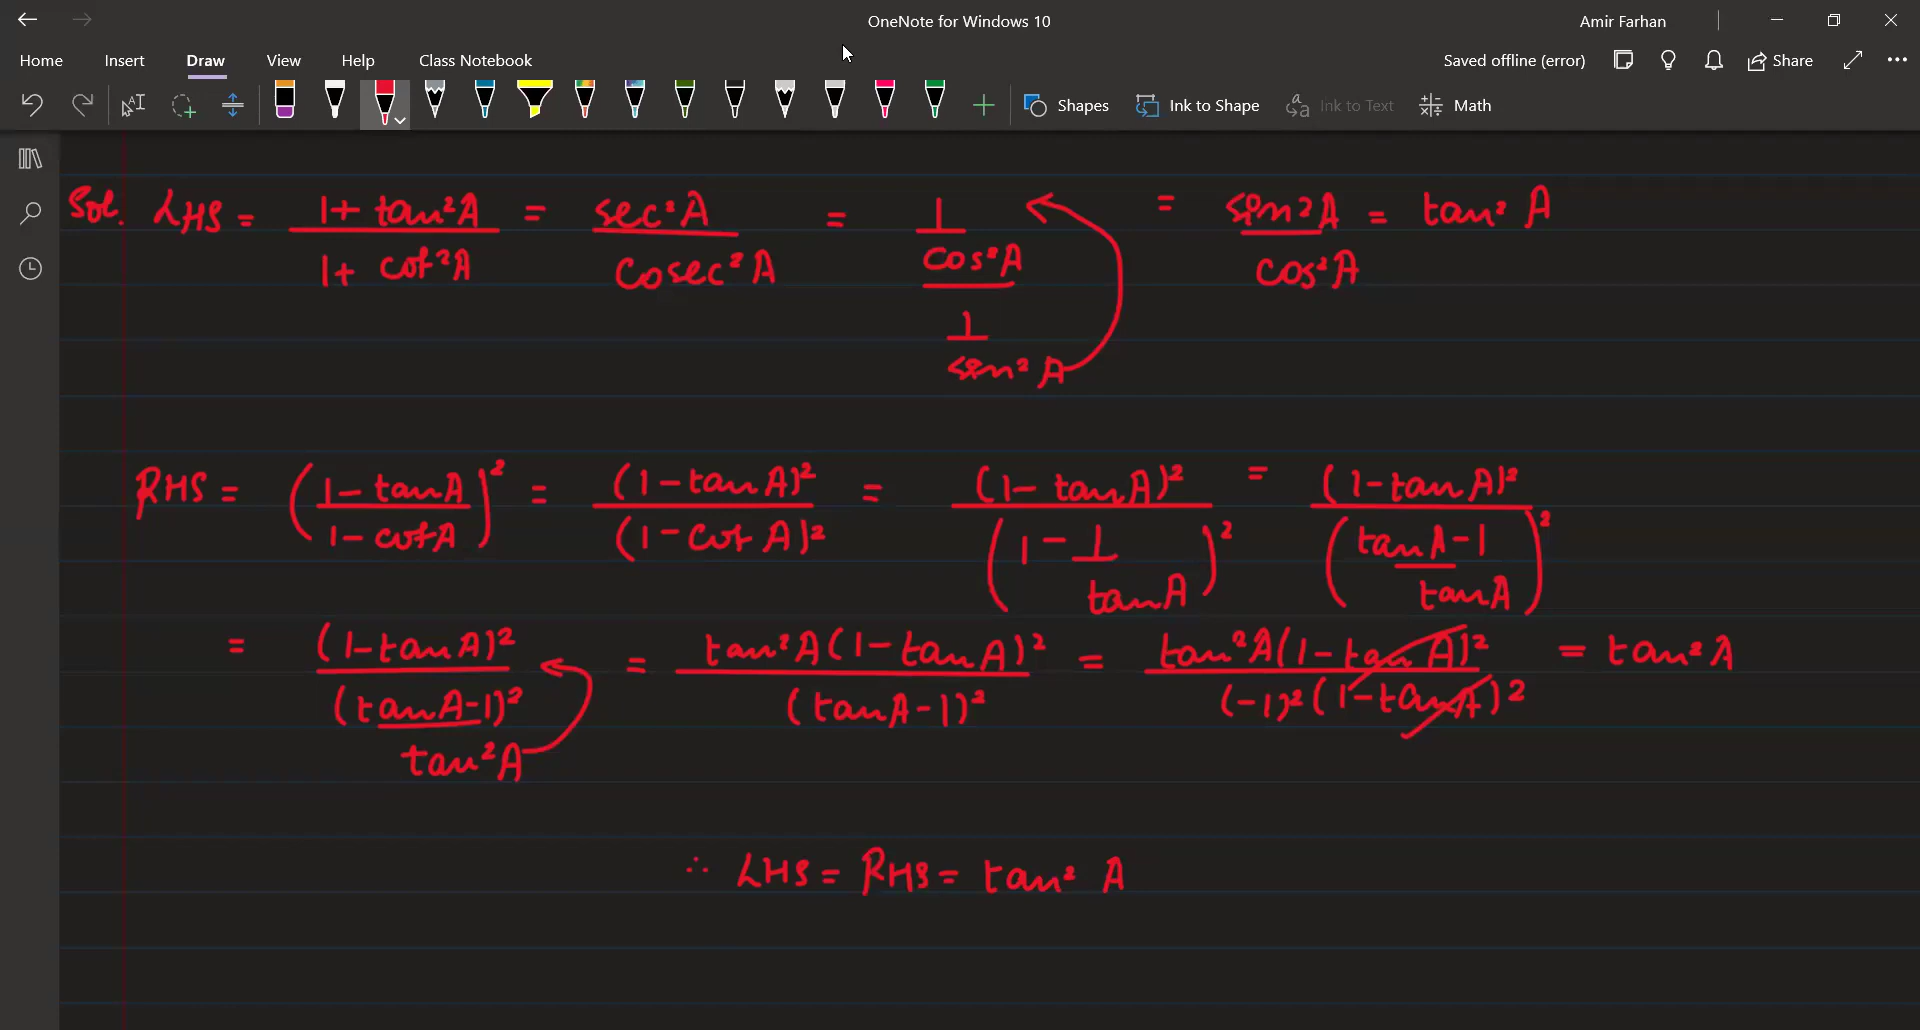 OneNote for Windows 10
Amir Farhan
Home Insert Draw View Help Class Notebook
Saved offline (error) Share
Shapes Ink to Shape Ink to Text Math
Sol. LHS = (1 + tan²A)/(1 + cot²A) = sec²A/cosec²A = (1/cos²A)/(1/sin²A) = sin²A/cos²A = tan² A
RHS = ((1 - tanA)/(1 - cotA))² = (1 - tan A)²/(1 - cot A)² = (1 - tanA)²/(1 - 1/tanA)² = (1 - tan A)²/((tanA - 1)/tanA)²
= (1 - tan A)²/((tanA - 1)²/tan²A) = tan²A(1 - tanA)²/(tanA - 1)² = tan²A(1 - tan A)²/(-1)²(1 - tanA)² = tan²A
∴ LHS = RHS = tan² A